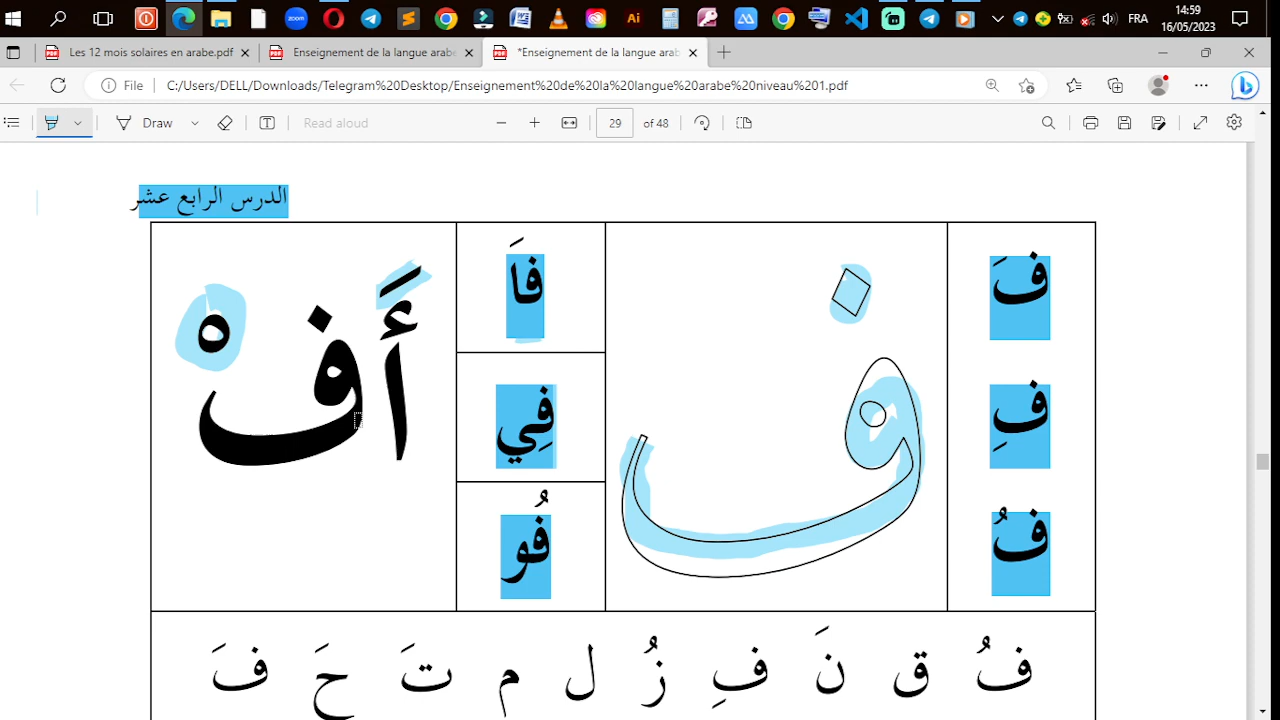 14:59
FRA
16/05/2023
Les 12 mois solaires en arabe.pdf
Enseignement de la langue arabe
*Enseignement de la langue arab
File
C:/Users/DELL/Downloads/Telegram%20Desktop/Enseignement%20de%20la%20langue%20arabe%20niveau%201.pdf
Draw
Read aloud
29 of 48
الدرس الرابع عشر
فَ
فِ
فُ
ف
فَا
فِي
فُو
أَفْ
فُ ق نَ فِ زُ ل م تَ حَ فَ